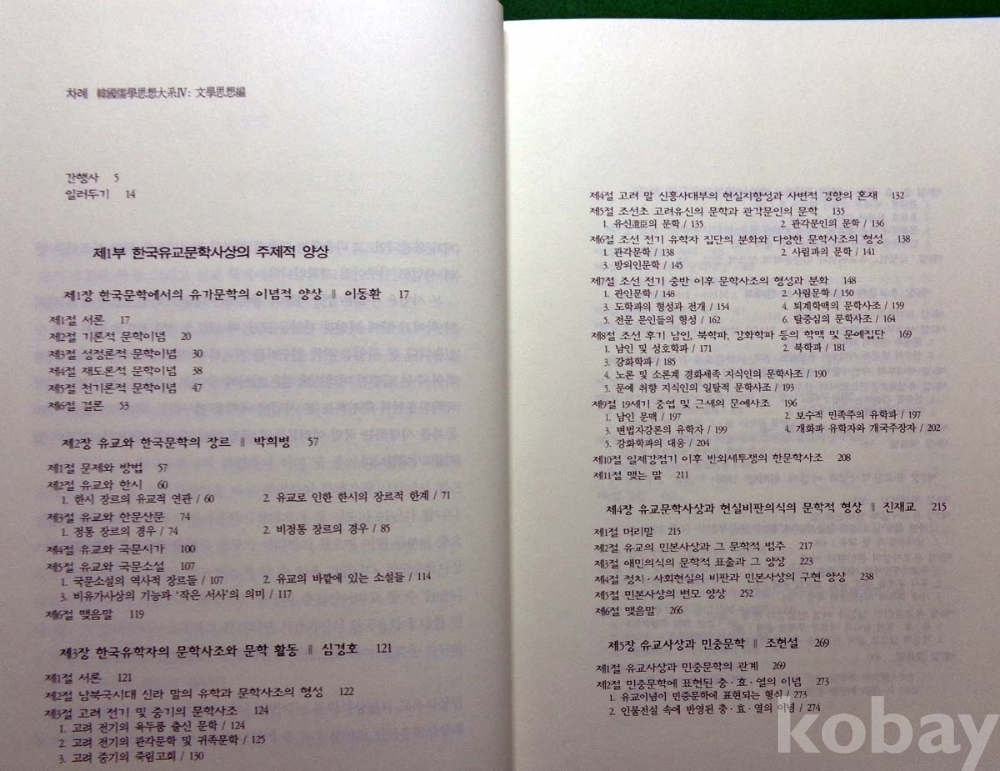 차례 韓國儒學思想大系Ⅳ: 文學思想編
간행사 5
일러두기 14
제1부 한국유교문학사상의 주제적 양상
제1장 한국문학에서의 유가문학의 이념적 양상 ‖ 이동환 17
제1절 서론 17
제2절 기론적 문학이념 20
제3절 성정론적 문학이념 30
제4절 재도론적 문학이념 38
제5절 천기론적 문학이념 47
제6절 결론 53
제2장 유교와 한국문학의 장르 ‖ 박희병 57
제1절 문제와 방법 57
제2절 유교와 한시 60
1. 한시 장르의 유교적 연관 / 60 2. 유교로 인한 한시의 장르적 한계 / 71
제3절 유교와 한문산문 74
1. 정통 장르의 경우 / 74 2. 비정통 장르의 경우 / 85
제4절 유교와 국문시가 100
제5절 유교와 국문소설 107
1. 국문소설의 역사적 장르들 / 107 2. 유교의 바깥에 있는 소설들 / 114
3. 비유가사상의 기능과 '작은 서사'의 의미 / 117
제6절 맺음말 119
제3장 한국유학자의 문학사조와 문학 활동 ‖ 심경호 121
제1절 서론 121
제2절 남북국시대 신라 말의 유학과 문학사조의 형성 122
제3절 고려 전기 및 중기의 문학사조 124
1. 고려 전기의 육두품 출신 문학 / 124
2. 고려 전기의 관각문학 및 귀족문학 / 125
3. 고려 중기의 죽림고회 / 130
제4절 고려 말 신흥사대부의 현실지향성과 사변적 경향의 혼재 132
제5절 조선초 고려유신의 문학과 관각문인의 문학 135
1. 유신遺臣의 문학 / 135 2. 관각문인의 문학 / 136
제6절 조선 전기 유학자 집단의 분화와 다양한 문학사조의 형성 138
1. 관각문학 / 138 2. 사림파의 문학 / 141
3. 방외인문학 / 145
제7절 조선 전기 중반 이후 문학사조의 형성과 분화 148
1. 관인문학 / 148 2. 사림문학 / 150
3. 도학파의 형성과 전개 / 154 4. 퇴계학맥의 문학사조 / 159
5. 전문 문인들의 형성 / 162 6. 탈중심의 문학사조 / 164
제8절 조선 후기 남인, 북학파, 강화학파 등의 학맥 및 문예집단 169
1. 남인 및 성호학파 / 171 2. 북학파 / 181
3. 강화학파 / 185
4. 노론 및 소론계 경화세족 지식인의 문학사조 / 190
5. 문예 취향 지식인의 일탈적 문학사조 / 193
제9절 19세기 중엽 및 근세의 문예사조 196
1. 남인 문맥 / 197 2. 보수적 민족주의 유학파 / 197
3. 변법자강론의 유학자 / 199 4. 개화파 유학자와 개국주장자 / 202
5. 강화학파의 대응 / 204
제10절 일제강점기 이후 반외세투쟁의 한문학사조 208
제11절 맺는 말 211
제4장 유교문학사상과 현실비판의식의 문학적 형상 ‖ 진재교 215
제1절 머리말 215
제2절 유교의 민본사상과 그 문학적 범주 217
제3절 애민의식의 문학적 표출과 그 양상 223
제4절 정치·사회현실의 비판과 민본사상의 구현 양상 238
제5절 민본사상의 변모 양상 252
제6절 맺음말 266
제5장 유교사상과 민중문학 ‖ 조현설 269
제1절 유교사상과 민중문학의 관계 269
제2절 민중문학에 표현된 충·효·열의 이념 273
1. 유교이념이 민중문학에 표현되는 형식 / 273
2. 인물전설 속에 반영된 충·효·열의 이념 / 274
kobay